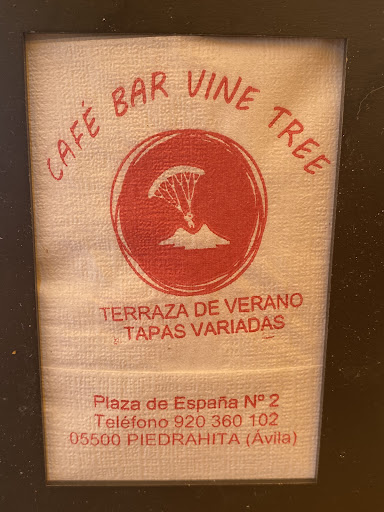 CAFÉ BAR VINE TREE
TERRAZA DE VERANO
TAPAS VARIADAS
Plaza de España Nº 2
Teléfono 920 360 102
05500 PIEDRAHITA (Ávila)